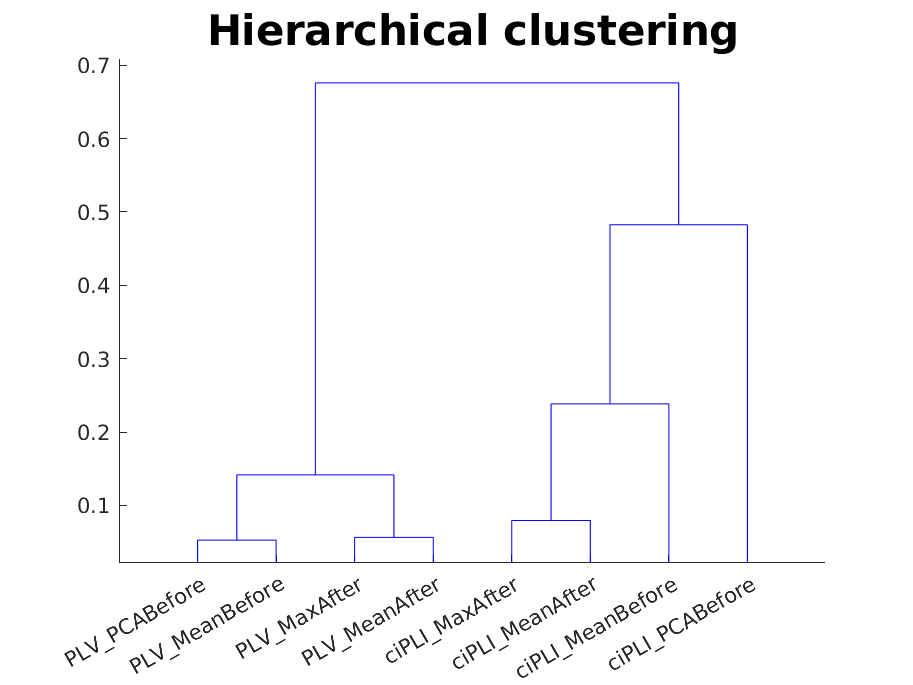 Hierarchical clustering
0.7
0.6
0.5
0.4
0.3
0.2
0.1
PLV_PCABefore
PLV_MeanBefore
PLV_MaxAfter
PLV_MeanAfter
ciPLI_MaxAfter
ciPLI_MeanAfter
ciPLI_MeanBefore
ciPLI_PCABefore